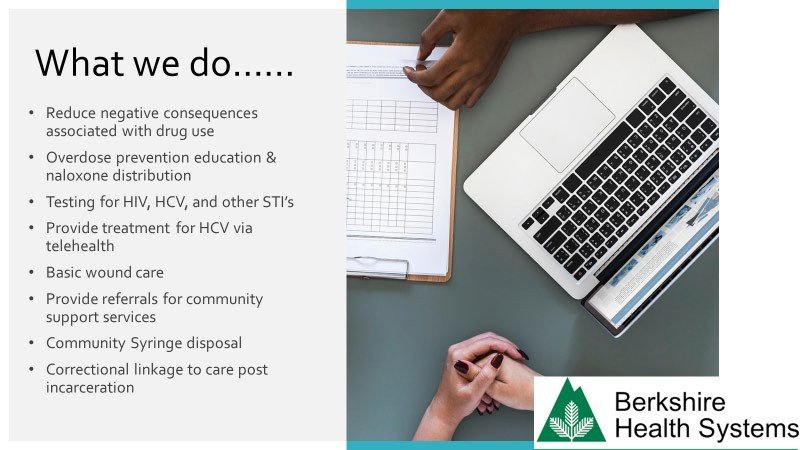 What we do......
• Reduce negative consequences
associated with drug use
• Overdose prevention education &
naloxone distribution
• Testing for HIV, HCV, and other STI's
• Provide treatment for HCV via
telehealth
• Basic wound care
• Provide referrals for community
support services
• Community Syringe disposal
• Correctional linkage to care post
incarceration
Berkshire
Health Systems